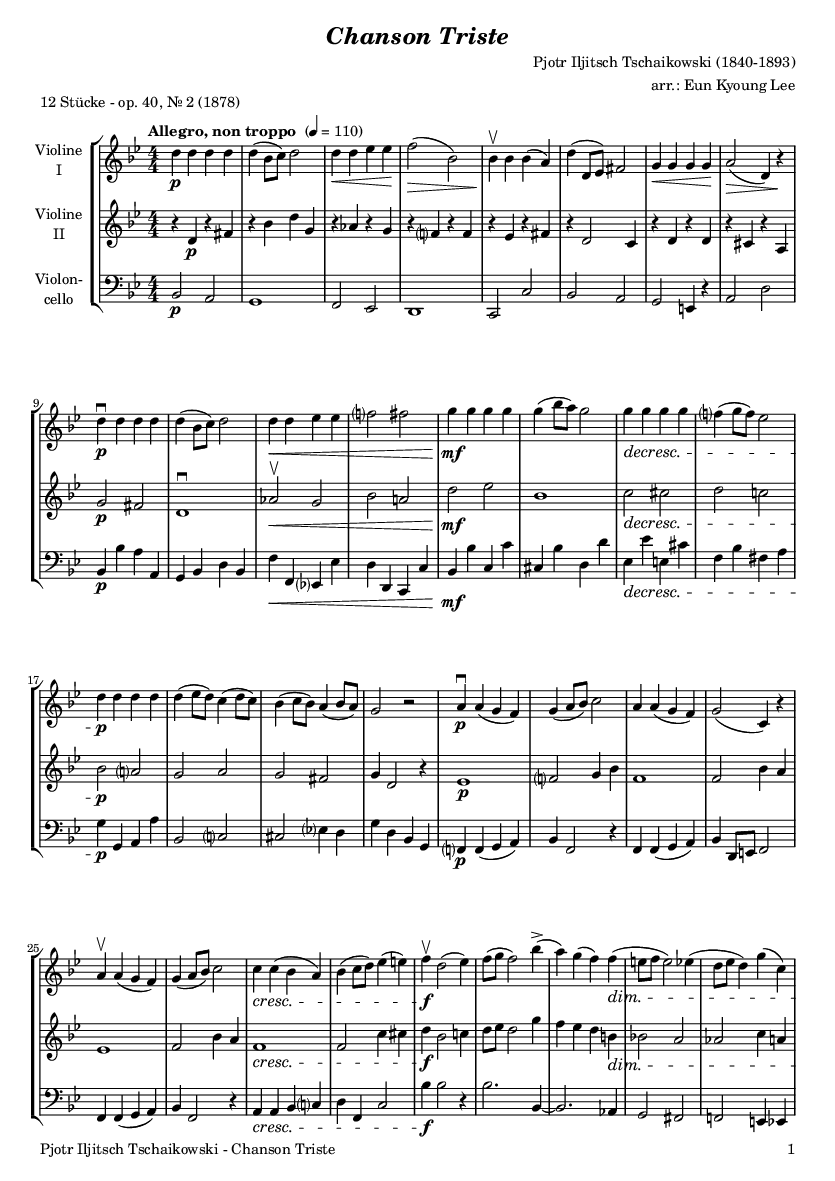 Chanson Triste
Pjotr Iljitsch Tschaikowski (1840-1893)
arr.: Eun Kyoung Lee
12 Stücke - op. 40, № 2 (1878)
Allegro, non troppo (♩ = 110)
Violine I
p
Violine II
p
Violon-cello
p
9
p
mf
decresc.
p
mf
decresc.
p
mf
decresc.
17
p
p
p
p
p
p
25
cresc.
f
dim.
cresc.
f
dim.
cresc.
f
Pjotr Iljitsch Tschaikowski - Chanson Triste
1